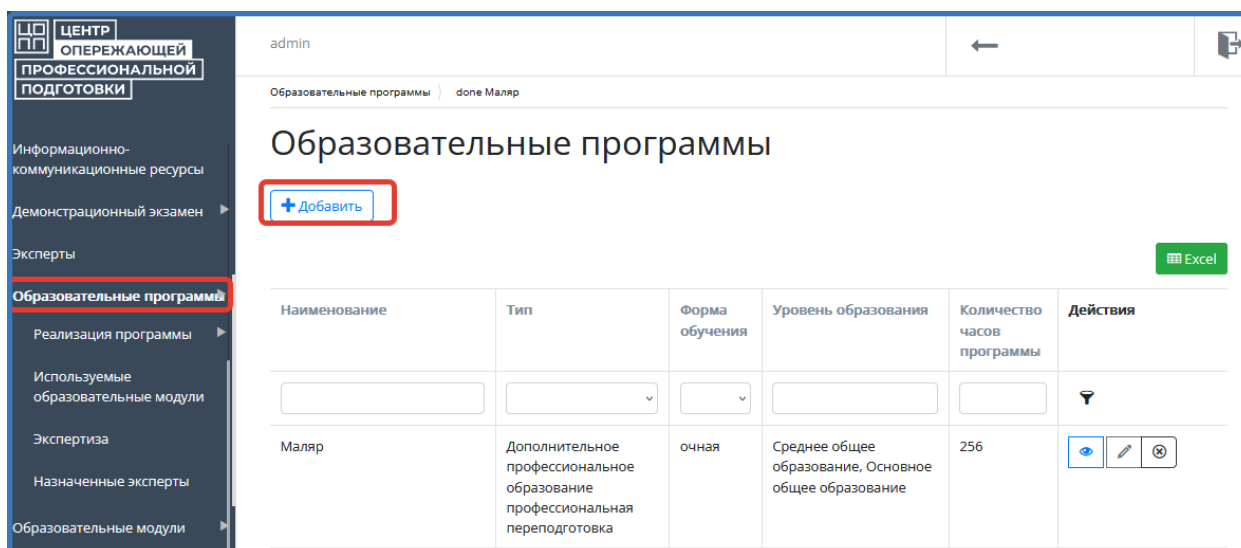 ЦОПП
ЦЕНТР
ОПЕРЕЖАЮЩЕЙ
ПРОФЕССИОНАЛЬНОЙ
ПОДГОТОВКИ
Информационно-
коммуникационные ресурсы
Демонстрационный экзамен
Эксперты
Образовательные программы
Реализация программы
Используемые
образовательные модули
Экспертиза
Назначенные эксперты
Образовательные модули
admin
Образовательные программы
done Маляр
Образовательные программы
Добавить
Excel
Наименование
Тип
Форма
обучения
Уровень образования
Количество
часов
программы
Действия
Маляр
Дополнительное
профессиональное
образование
профессиональная
переподготовка
очная
Среднее общее
образование, Основное
общее образование
256